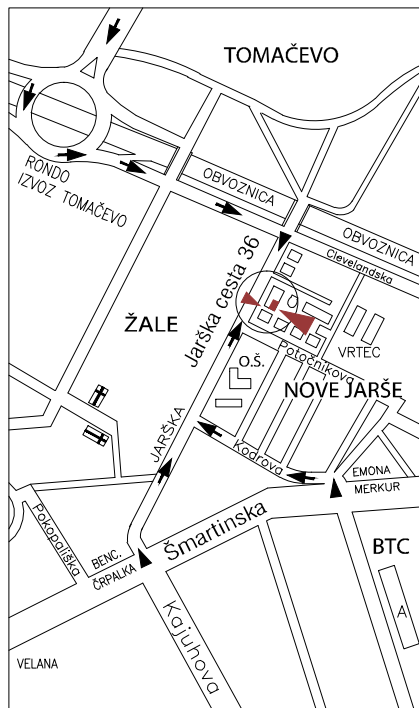 TOMAČEVO
RONDO
IZVOZ TOMAČEVO
OBVOZNICA
OBVOZNICA
Clevelandska
Jarška cesta 36
ŽALE
Potočnikova
VRTEC
O.Š.
NOVE JARŠE
JARŠKA
Kodrova
EMONA
MERKUR
Šmartinska
Pokopališka
BENC.
ČRPALKA
BTC
Kajuhova
A
VELANA